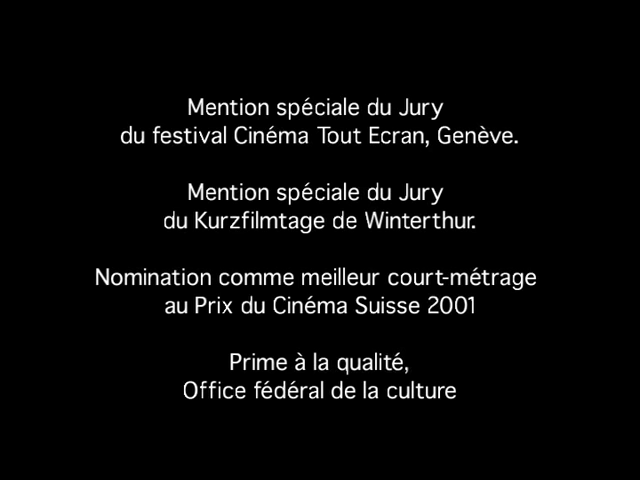 Mention spéciale du Jury
du festival Cinéma Tout Ecran, Genève.
Mention spéciale du Jury
du Kurzfilmtage de Winterthur.
Nomination comme meilleur court-métrage
au Prix du Cinéma Suisse 2001
Prime à la qualité,
Office fédéral de la culture